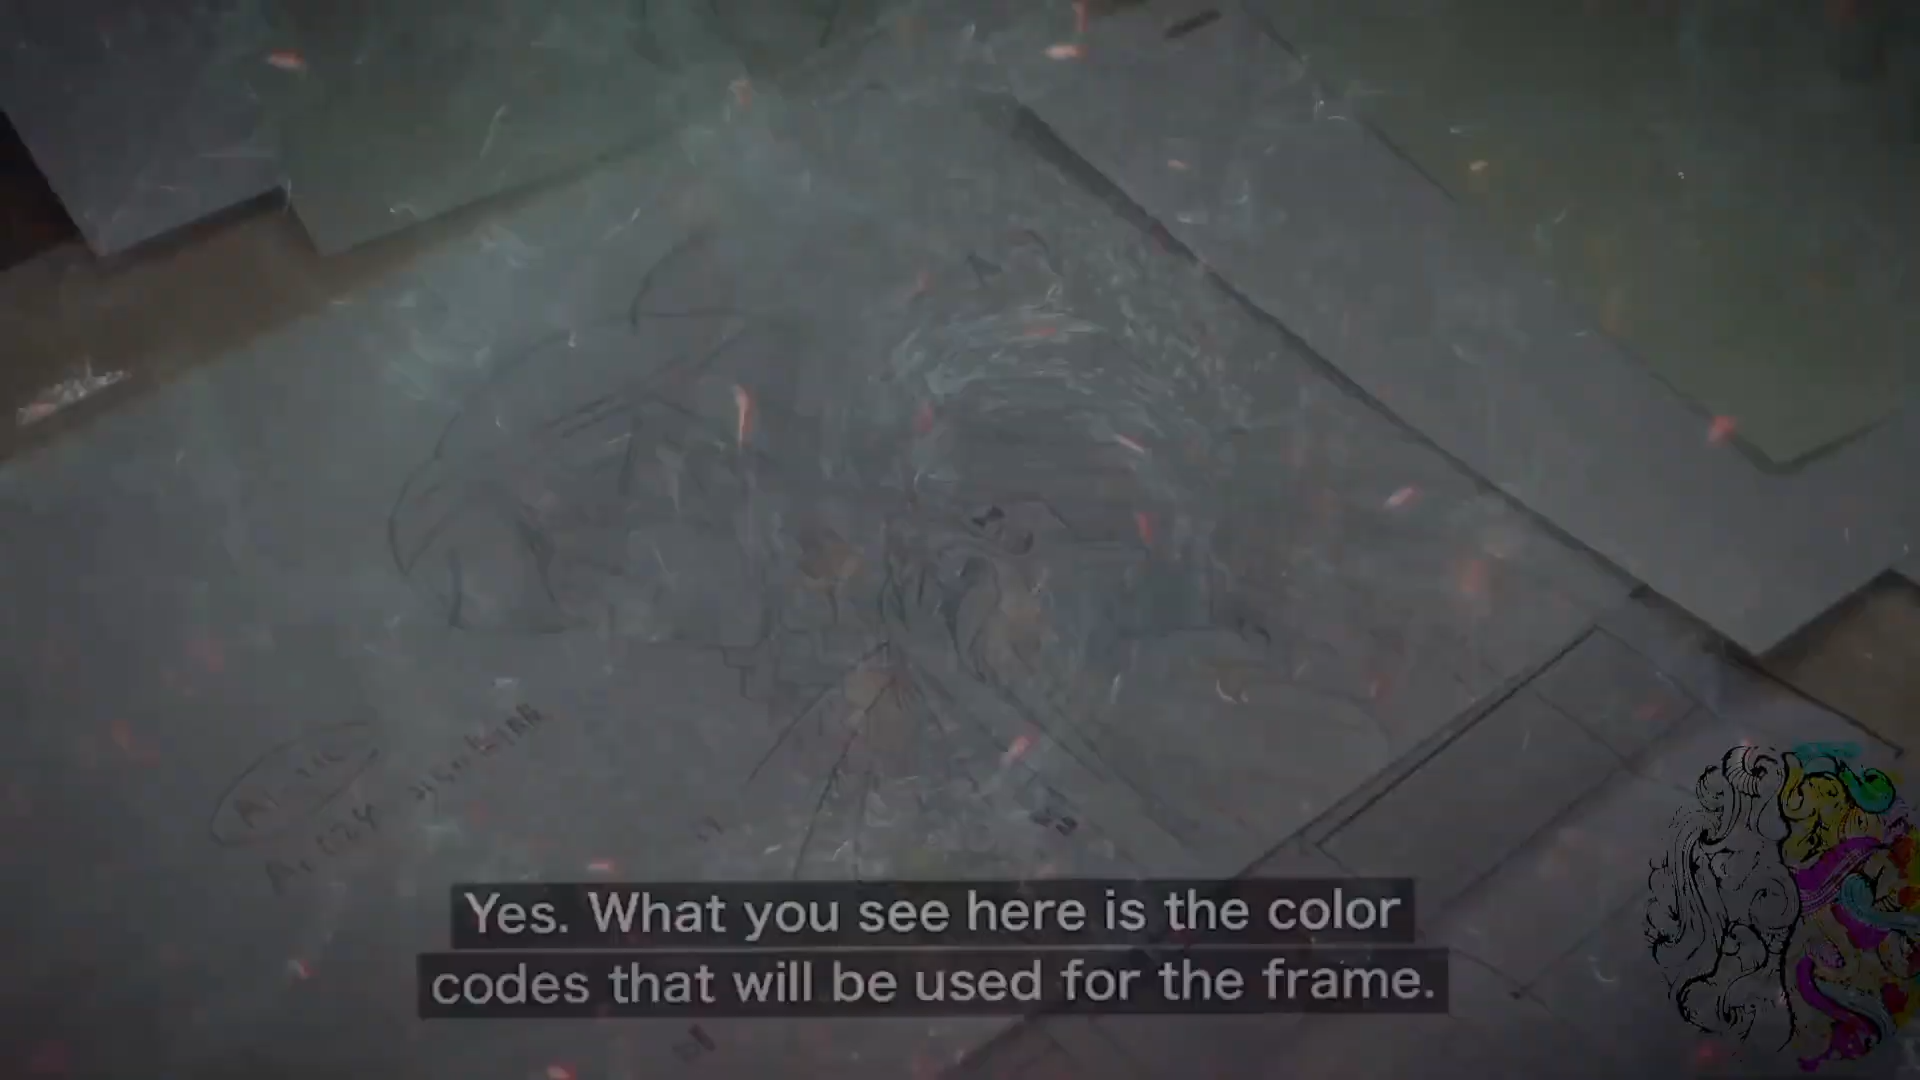 Yes. What you see here is the color
codes that will be used for the frame.